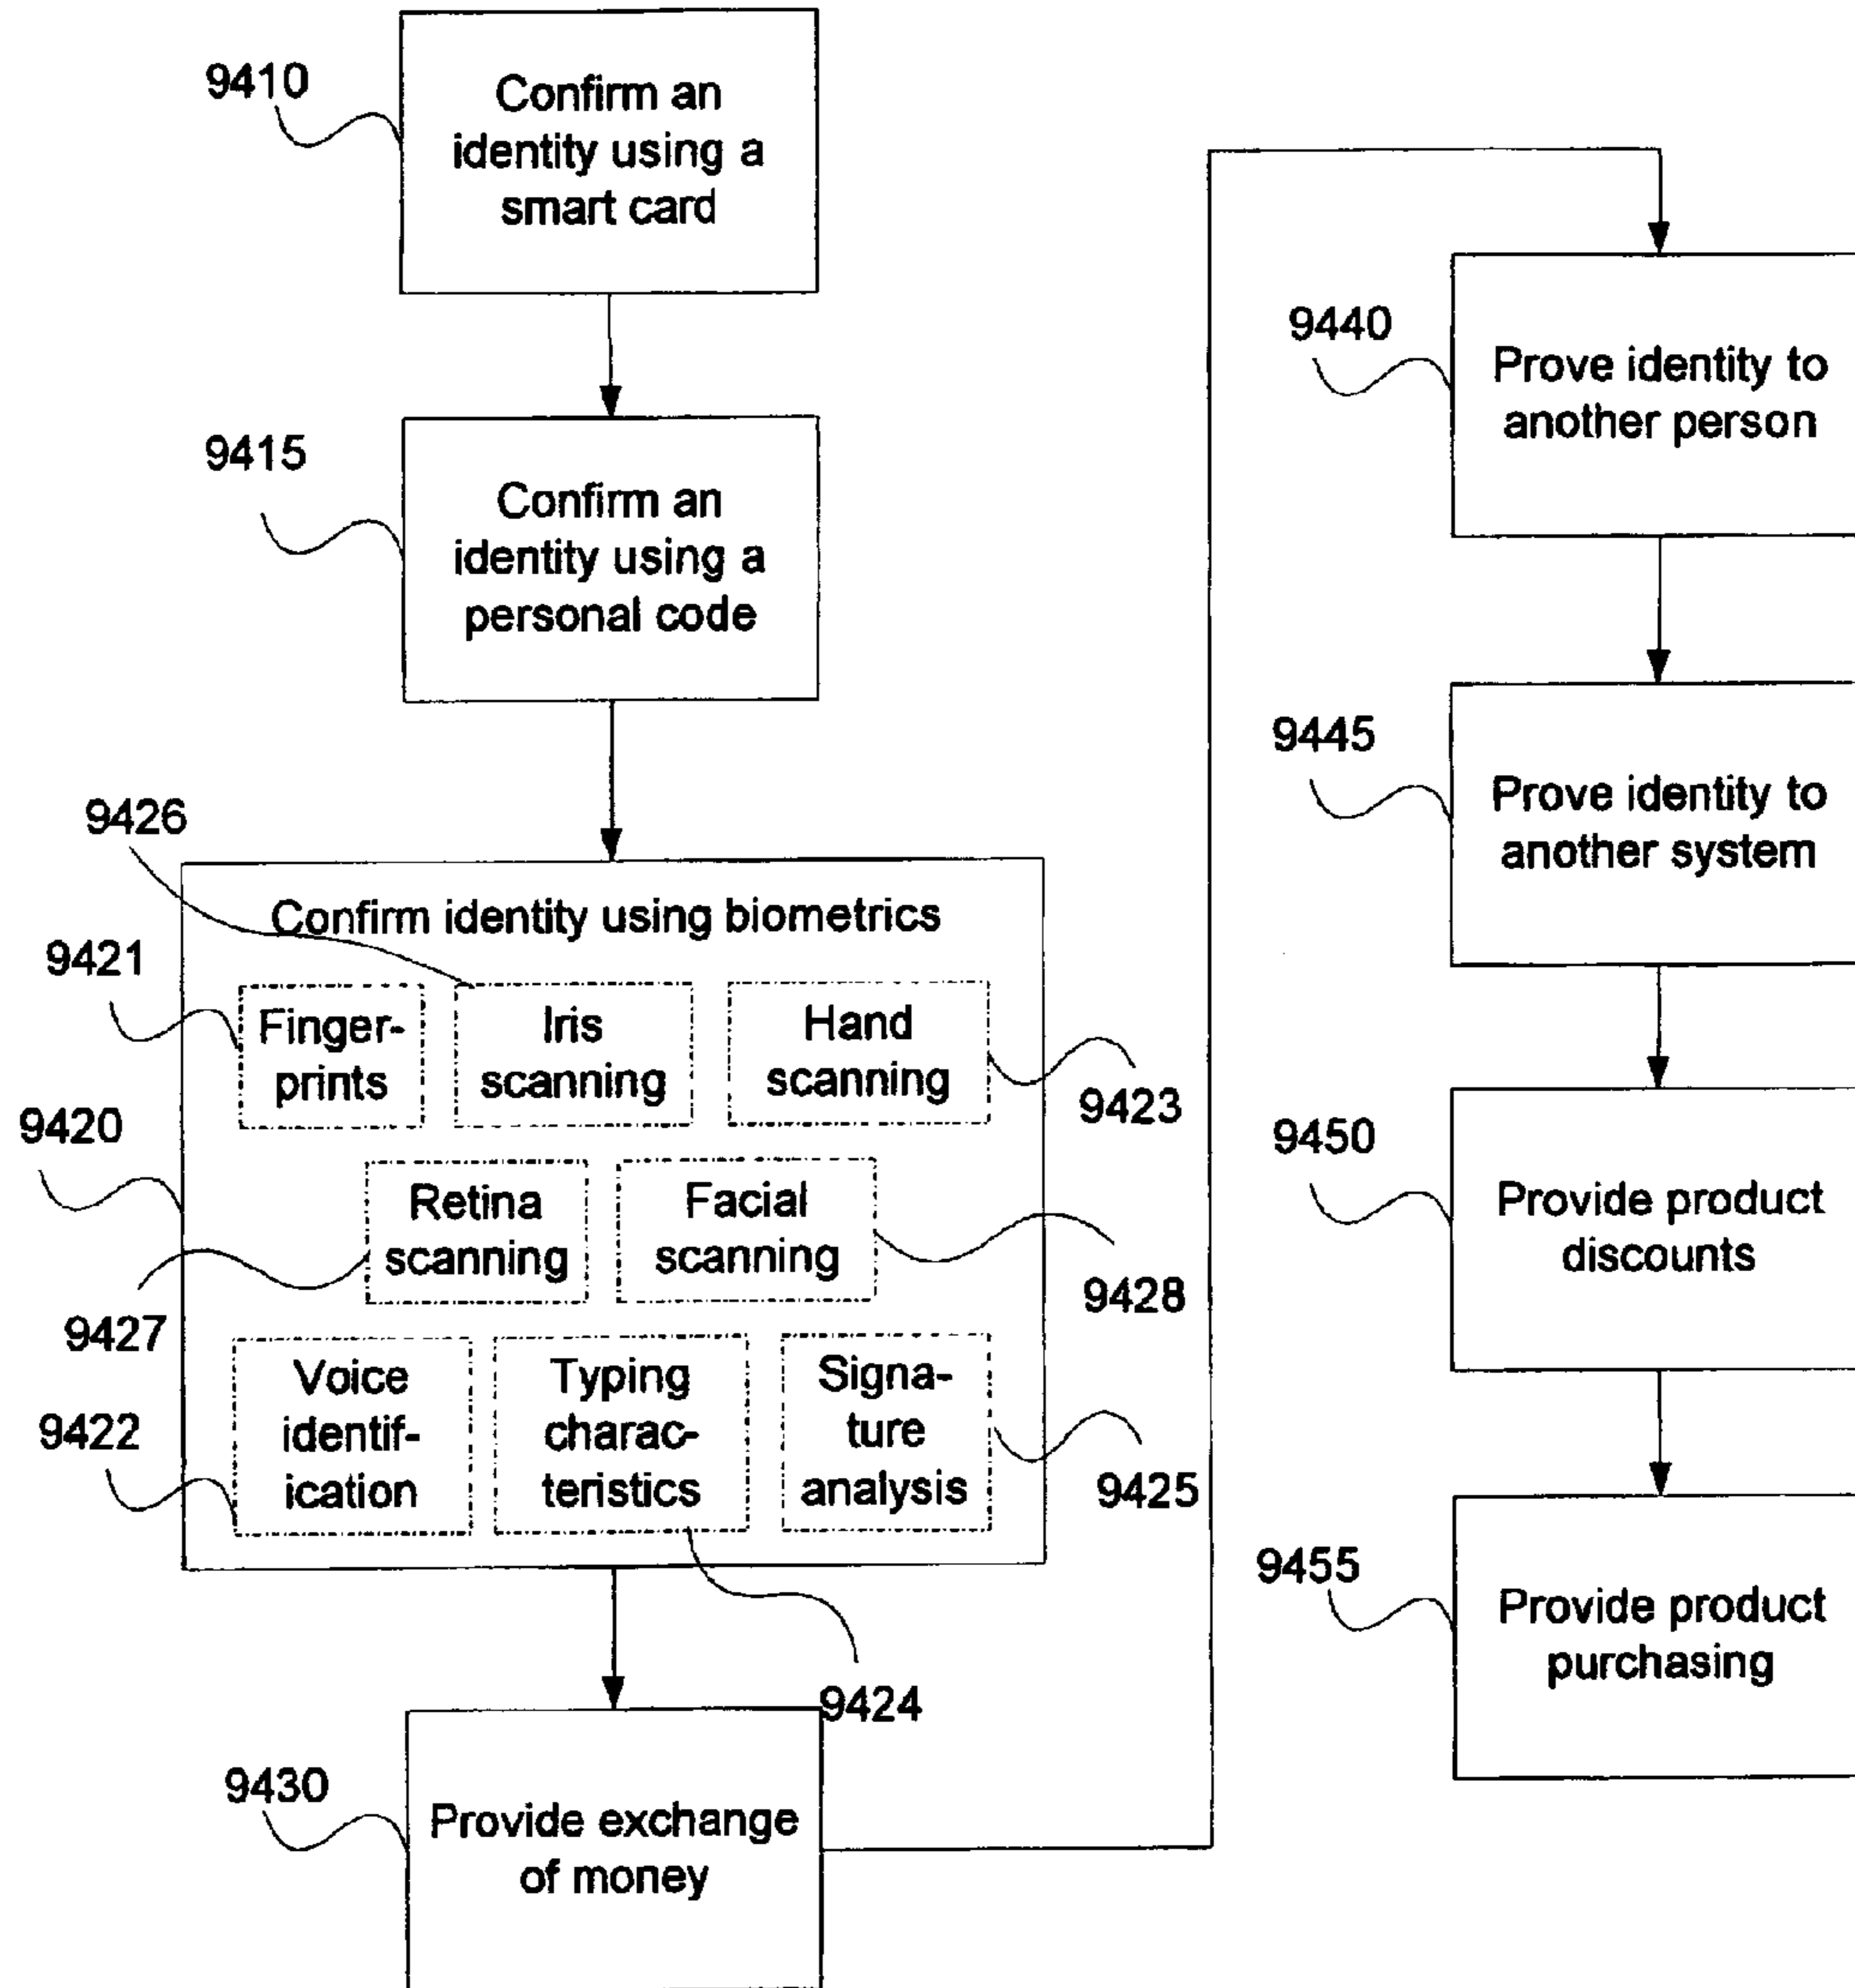 9410
Confirm an
identity using a
smart card
9415
Confirm an
identity using a
personal code
9426
Confirm identity using biometrics
9421
Finger-
prints
Iris
scanning
Hand
scanning
9423
9420
Retina
scanning
Facial
scanning
9427
9428
Voice
identif-
ication
9422
Typing
charac-
teristics
Signa-
ture
analysis
9425
9424
9430
Provide exchange
of money
9440
Prove identity to
another person
9445
Prove identity to
another system
9450
Provide product
discounts
9455
Provide product
purchasing